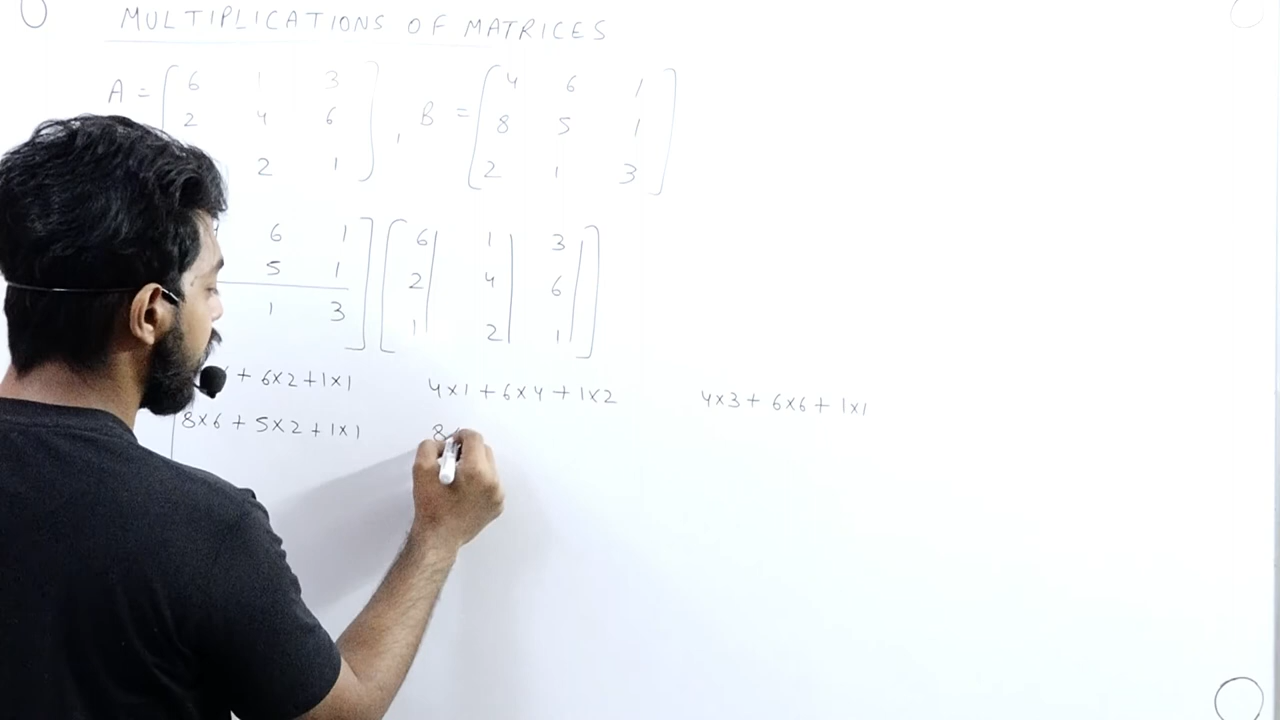 MULTIPLICATIONS OF MATRICES
A = [ 6 1 3 ] , B = [ 4 6 1 ]
2 4 6 8 5 1
2 1 2 1 3
6 1 ] [ 6 1 3 ]
5 1 2 4 6
1 3 1 2 1
+ 6×2 + 1×1 4×1 + 6×4 + 1×2 4×3 + 6×6 + 1×1
8×6 + 5×2 + 1×1 8